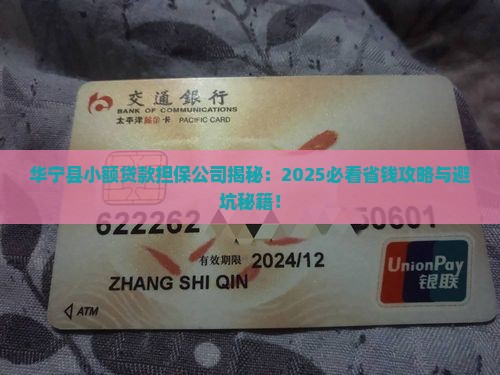 交通銀行
BANK OF COMMUNICATIONS
太平洋 卡 PACIFIC CARD
华宁县小额贷款担保公司揭秘：2025必看省钱攻略与避
坑秘籍！
622262 0601
有效期限 2024/12
UnionPay
银联
ZHANG SHI QIN
ATM